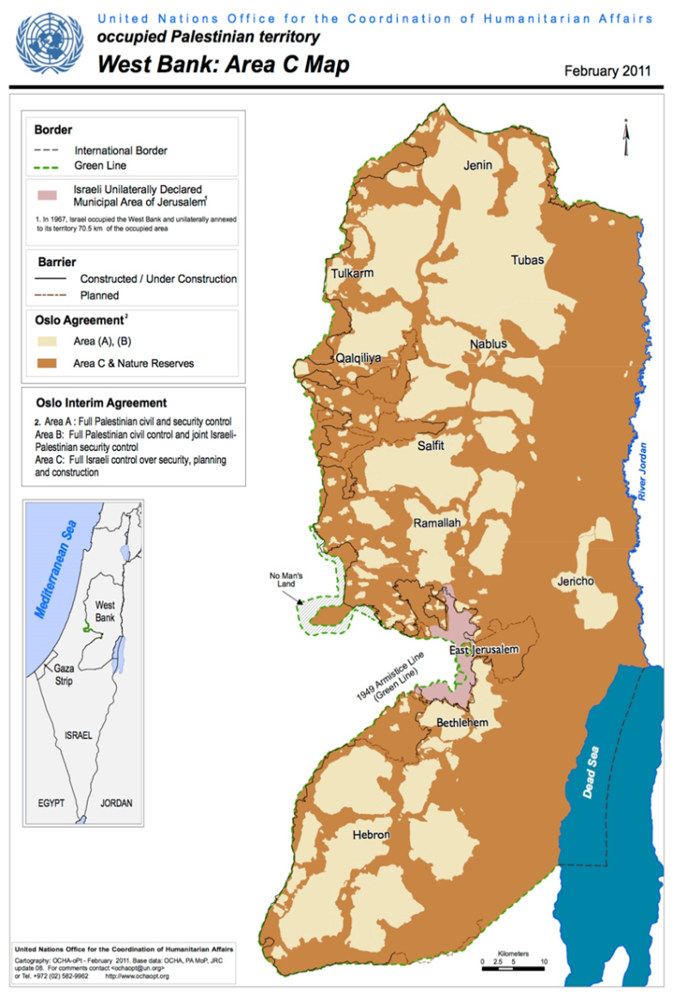 United Nations Office for the Coordination of Humanitarian Affairs
occupied Palestinian territory
West Bank: Area C Map
February 2011
Border
International Border
Green Line
Israeli Unilaterally Declared
Municipal Area of Jerusalem1
1. In 1967, Israel occupied the West Bank and unilaterally annexed
to its territory 70.5 km of the occupied area
Barrier
Constructed / Under Construction
Planned
Oslo Agreement2
Area (A), (B)
Area C & Nature Reserves
Oslo Interim Agreement
2. Area A : Full Palestinian civil and security control
Area B: Full Palestinian civil control and joint Israeli-
Palestinian security control
Area C: Full Israeli control over security, planning
and construction
Mediterranean Sea
West
Bank
Gaza
Strip
ISRAEL
EGYPT
JORDAN
Jenin
Tubas
Tulkarm
Nablus
Qalqiliya
Salfit
River Jordan
Ramallah
No Man's
Land
Jericho
East Jerusalem
1949 Armistice Line
(Green Line)
Bethlehem
Dead Sea
Hebron
Kilometers
0 2.5 5 10
United Nations Office for the Coordination of Humanitarian Affairs
Cartography: OCHA-oPt - February 2011. Base data: OCHA, PA MoP, JRC
update 08. For comments contact <ochaopt@un.org>
or Tel. +972 (02) 582-9962 http://www.ochaopt.org